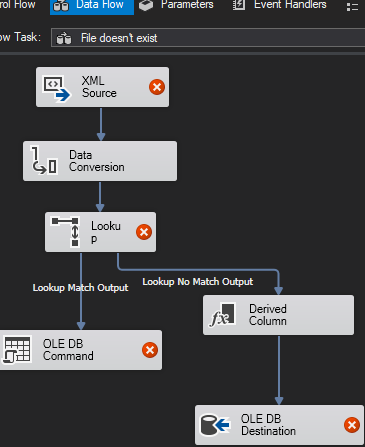 rol Flow
Data Flow
Parameters
Event Handlers
ow Task:
File doesn't exist
XML
Source
Data
Conversion
Looku
p
Lookup Match Output
Lookup No Match Output
Derived
Column
OLE DB
Command
OLE DB
Destination